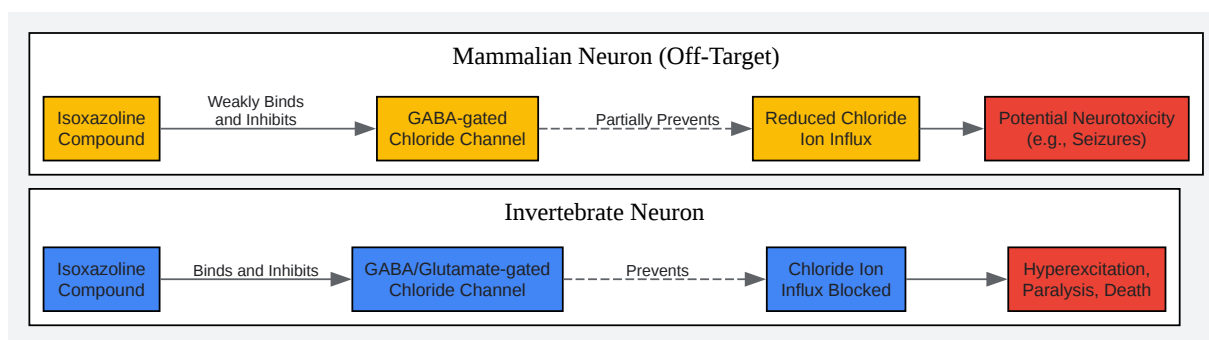 Mammalian Neuron (Off-Target)
Isoxazoline
Compound
Weakly Binds
and Inhibits
GABA-gated
Chloride Channel
Partially Prevents
Reduced Chloride
Ion Influx
Potential Neurotoxicity
(e.g., Seizures)
Invertebrate Neuron
Isoxazoline
Compound
Binds and Inhibits
GABA/Glutamate-gated
Chloride Channel
Prevents
Chloride Ion
Influx Blocked
Hyperexcitation,
Paralysis, Death